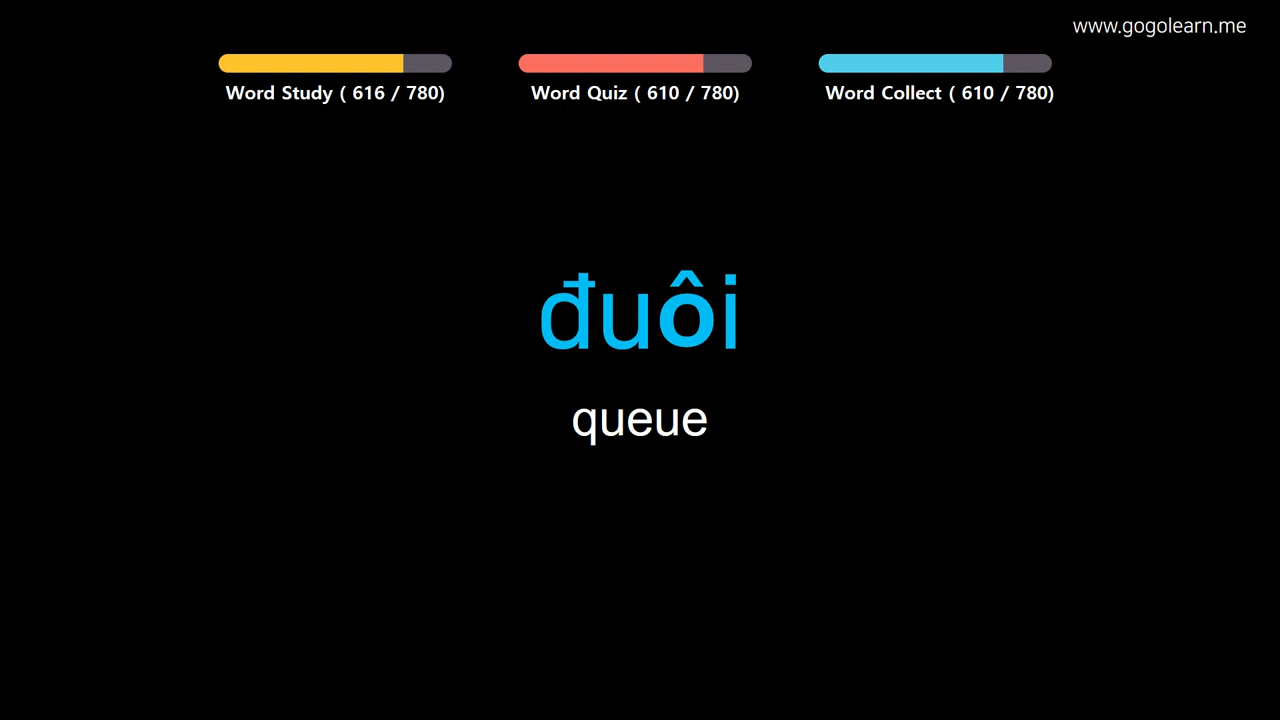 www.gogolearn.me
Word Study ( 616 / 780)
Word Quiz ( 610 / 780)
Word Collect ( 610 / 780)
đuôi
queue